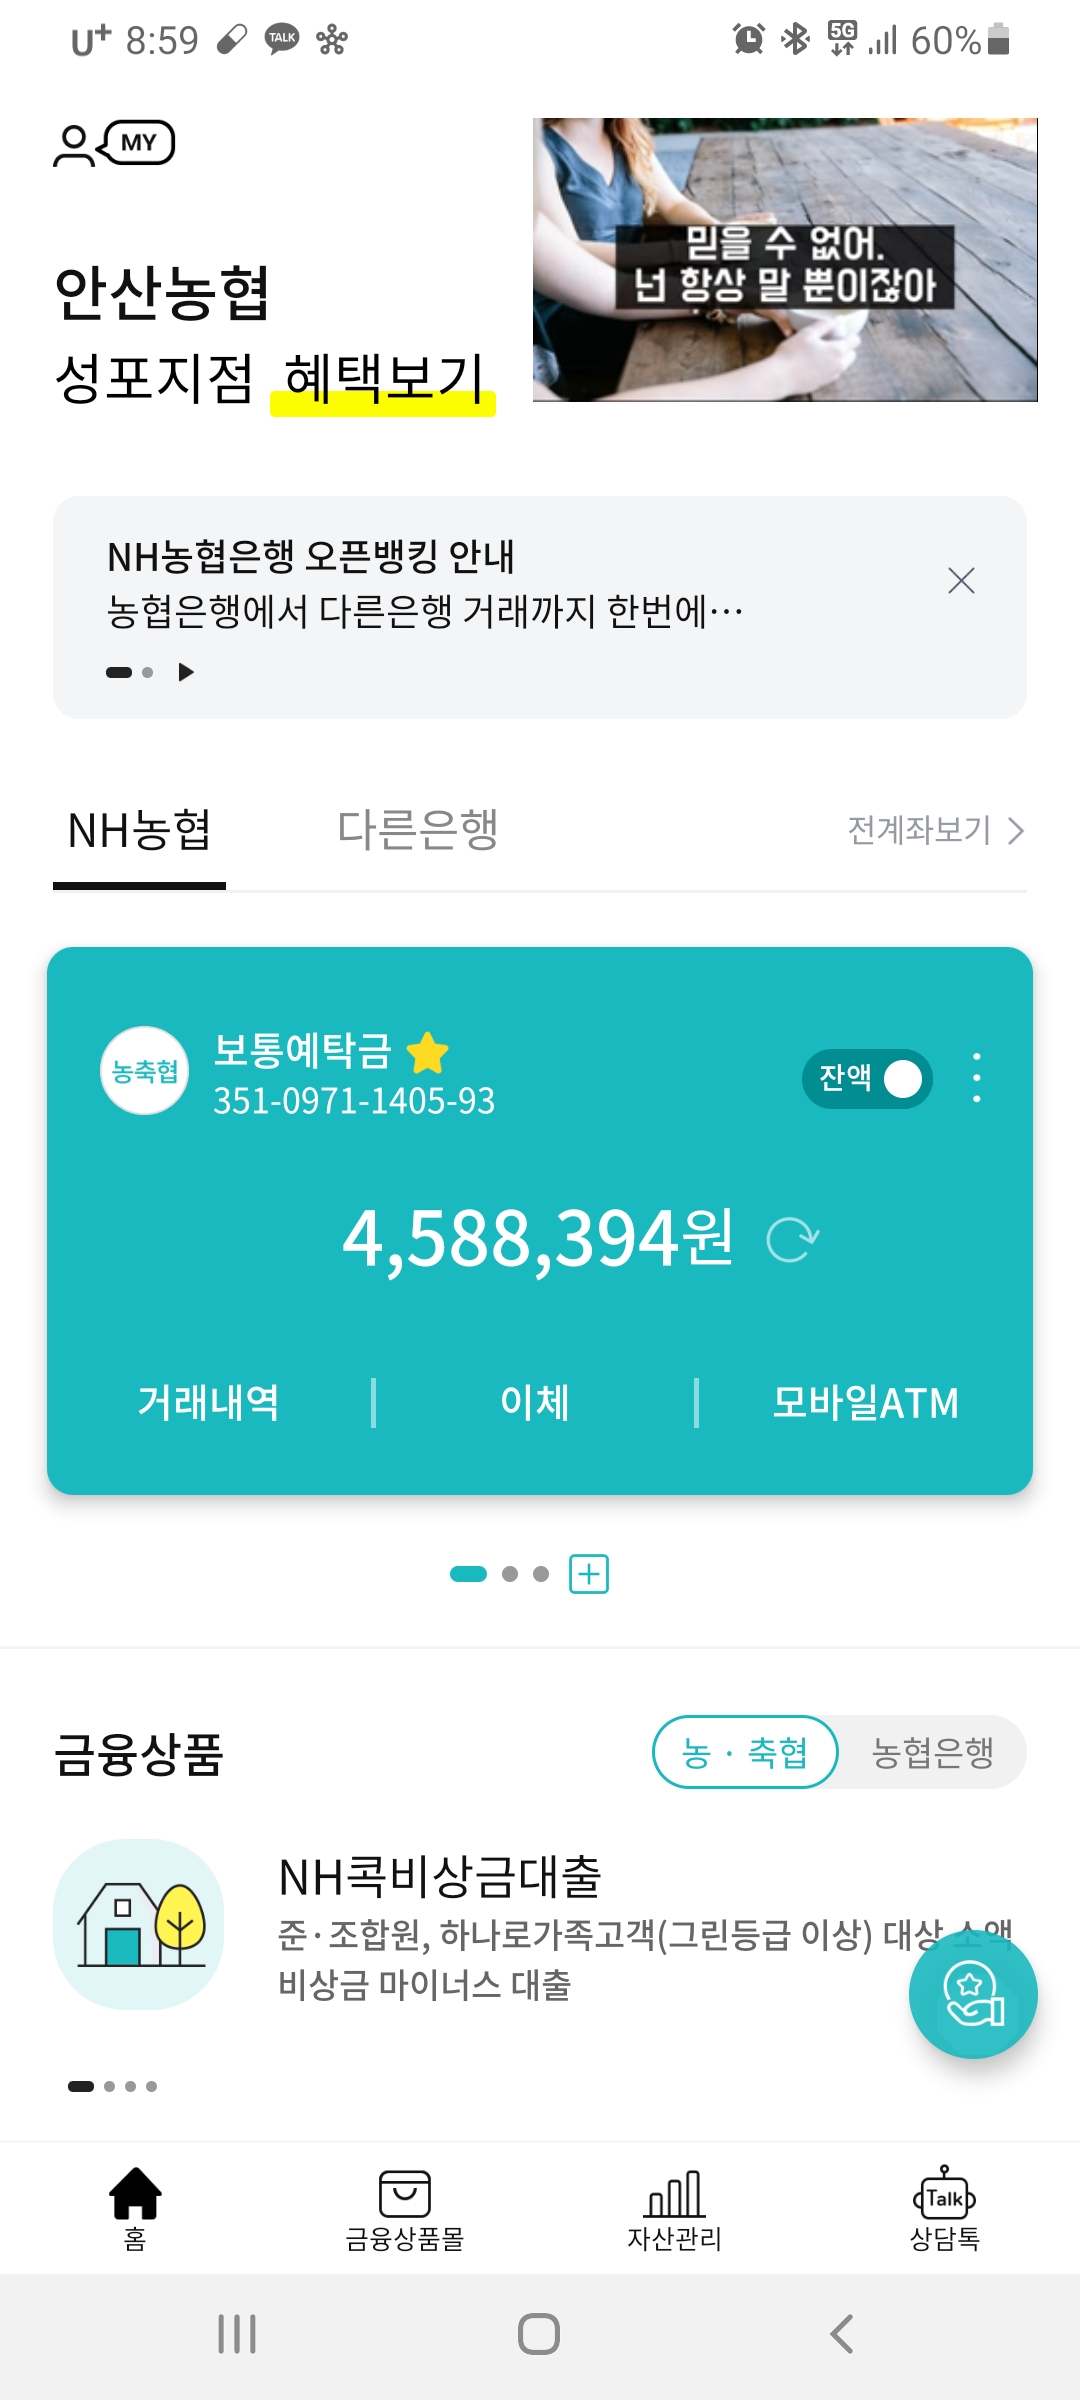 U+ 8:59 TALK 5G 60%
MY
안산농협
성포지점 혜택보기
믿을 수 없어.
넌 항상 말 뿐이잖아
NH농협은행 오픈뱅킹 안내
농협은행에서 다른은행 거래까지 한번에…
NH농협 다른은행 전계좌보기
농축협 보통예탁금
351-0971-1405-93
잔액
4,588,394원
거래내역 이체 모바일ATM
금융상품 농 · 축협 농협은행
NH콕비상금대출
준·조합원, 하나로가족고객(그린등급 이상) 대상 소액
비상금 마이너스 대출
Talk
홈 금융상품몰 자산관리 상담톡